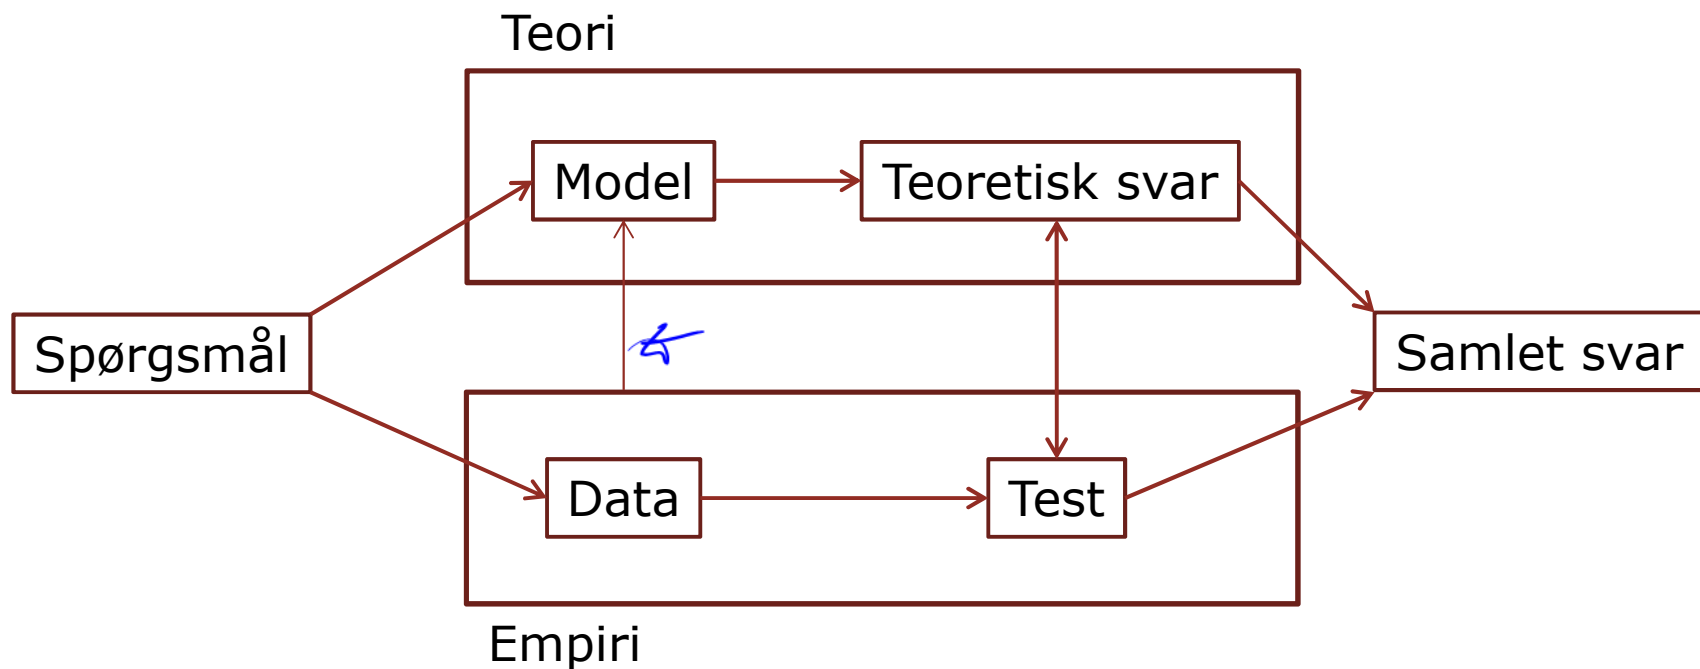 Teori
Model
Teoretisk svar
Spørgsmål
Samlet svar
Data
Test
Empiri